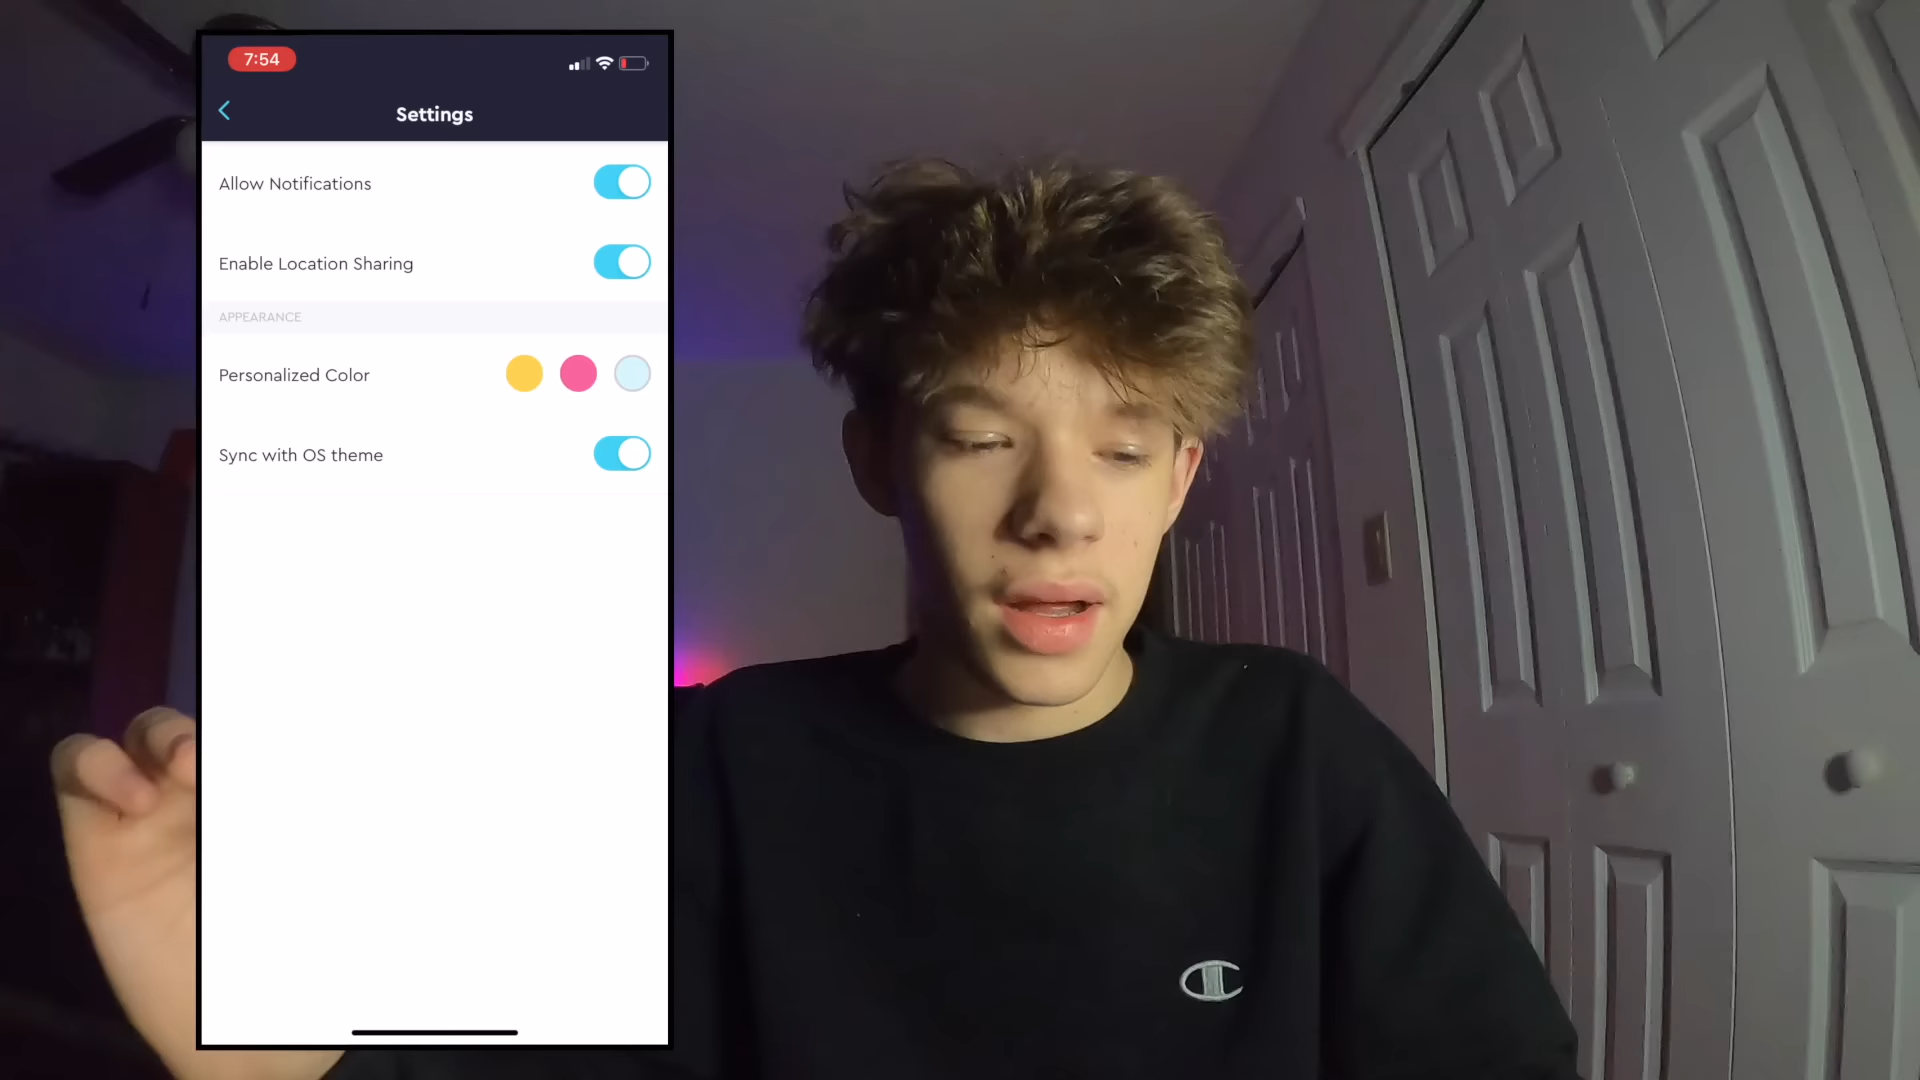 7:54
Settings
Allow Notifications
Enable Location Sharing
APPEARANCE
Personalized Color
Sync with OS theme